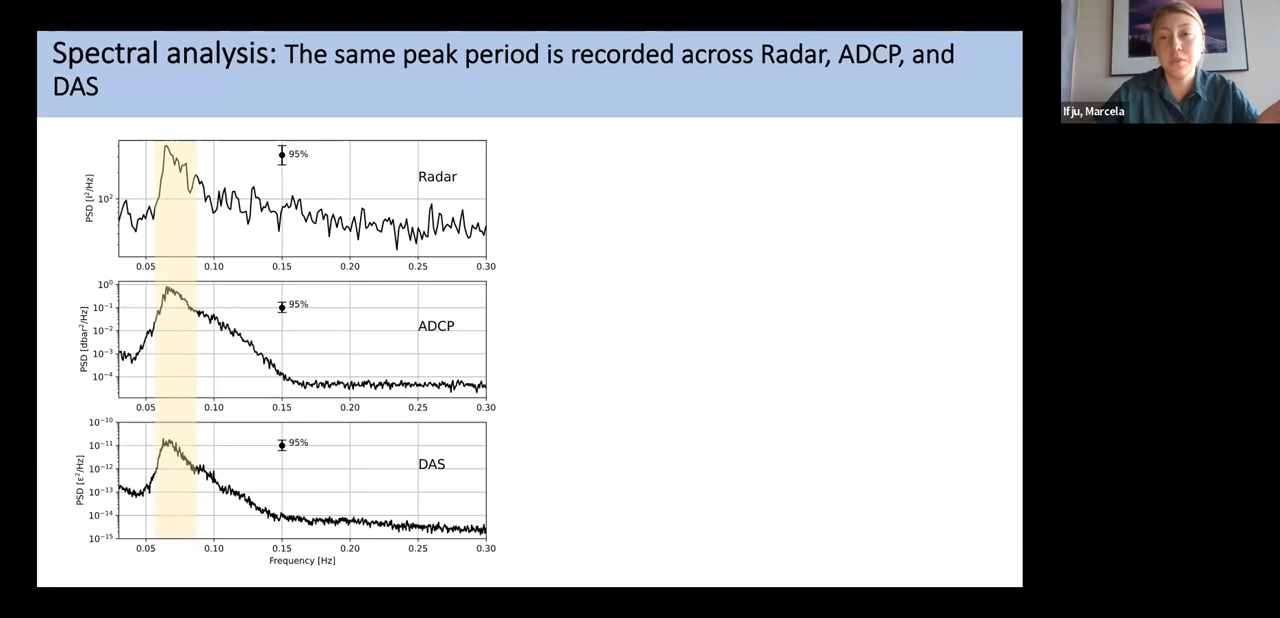 Spectral analysis: The same peak period is recorded across Radar, ADCP, and
DAS
Ifju, Marcela
PSD [I²/Hz]
10²
95%
Radar
0.05 0.10 0.15 0.20 0.25 0.30
PSD [dbar²/Hz]
10⁰
10⁻¹
10⁻²
10⁻³
10⁻⁴
95%
ADCP
0.05 0.10 0.15 0.20 0.25 0.30
PSD [ε²/Hz]
10⁻¹⁰
10⁻¹¹
10⁻¹²
10⁻¹³
10⁻¹⁴
10⁻¹⁵
95%
DAS
0.05 0.10 0.15 0.20 0.25 0.30
Frequency [Hz]